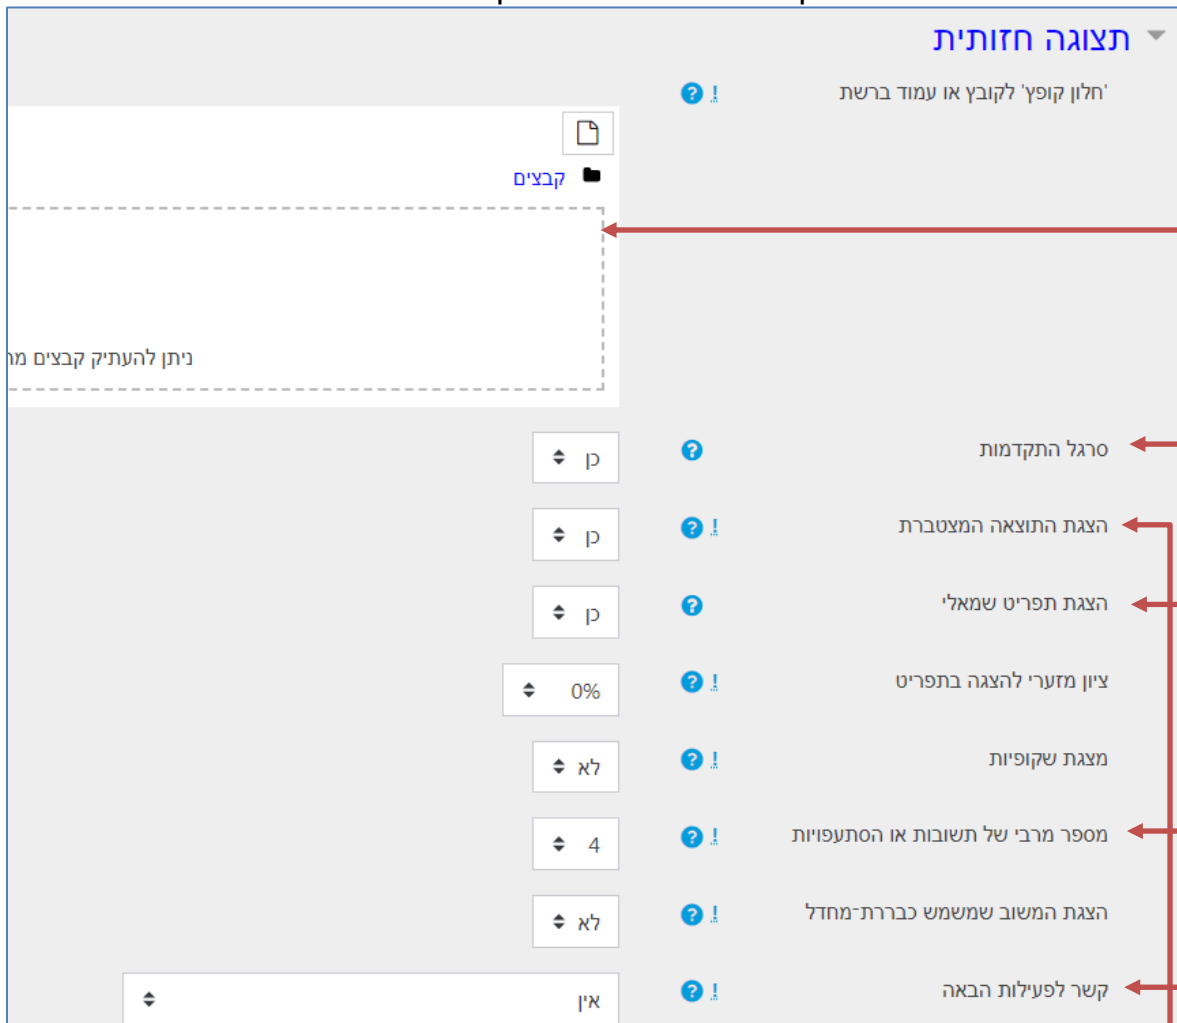 תצוגה חזותית
'חלון קופץ' לקובץ או עמוד ברשת ! ?
קבצים
ניתן להעתיק קבצים
סרגל התקדמות ? כן
הצגת התוצאה המצטברת ! ? כן
הצגת תפריט שמאלי ? כן
ציון מזערי להצגה בתפריט ! ? 0%
מצגת שקופיות ! ? לא
מספר מרבי של תשובות או הסתעפויות ! ? 4
הצגת המשוב שמשמש כבררת-מחדל ! ? לא
קשר לפעילות הבאה ! ? אין